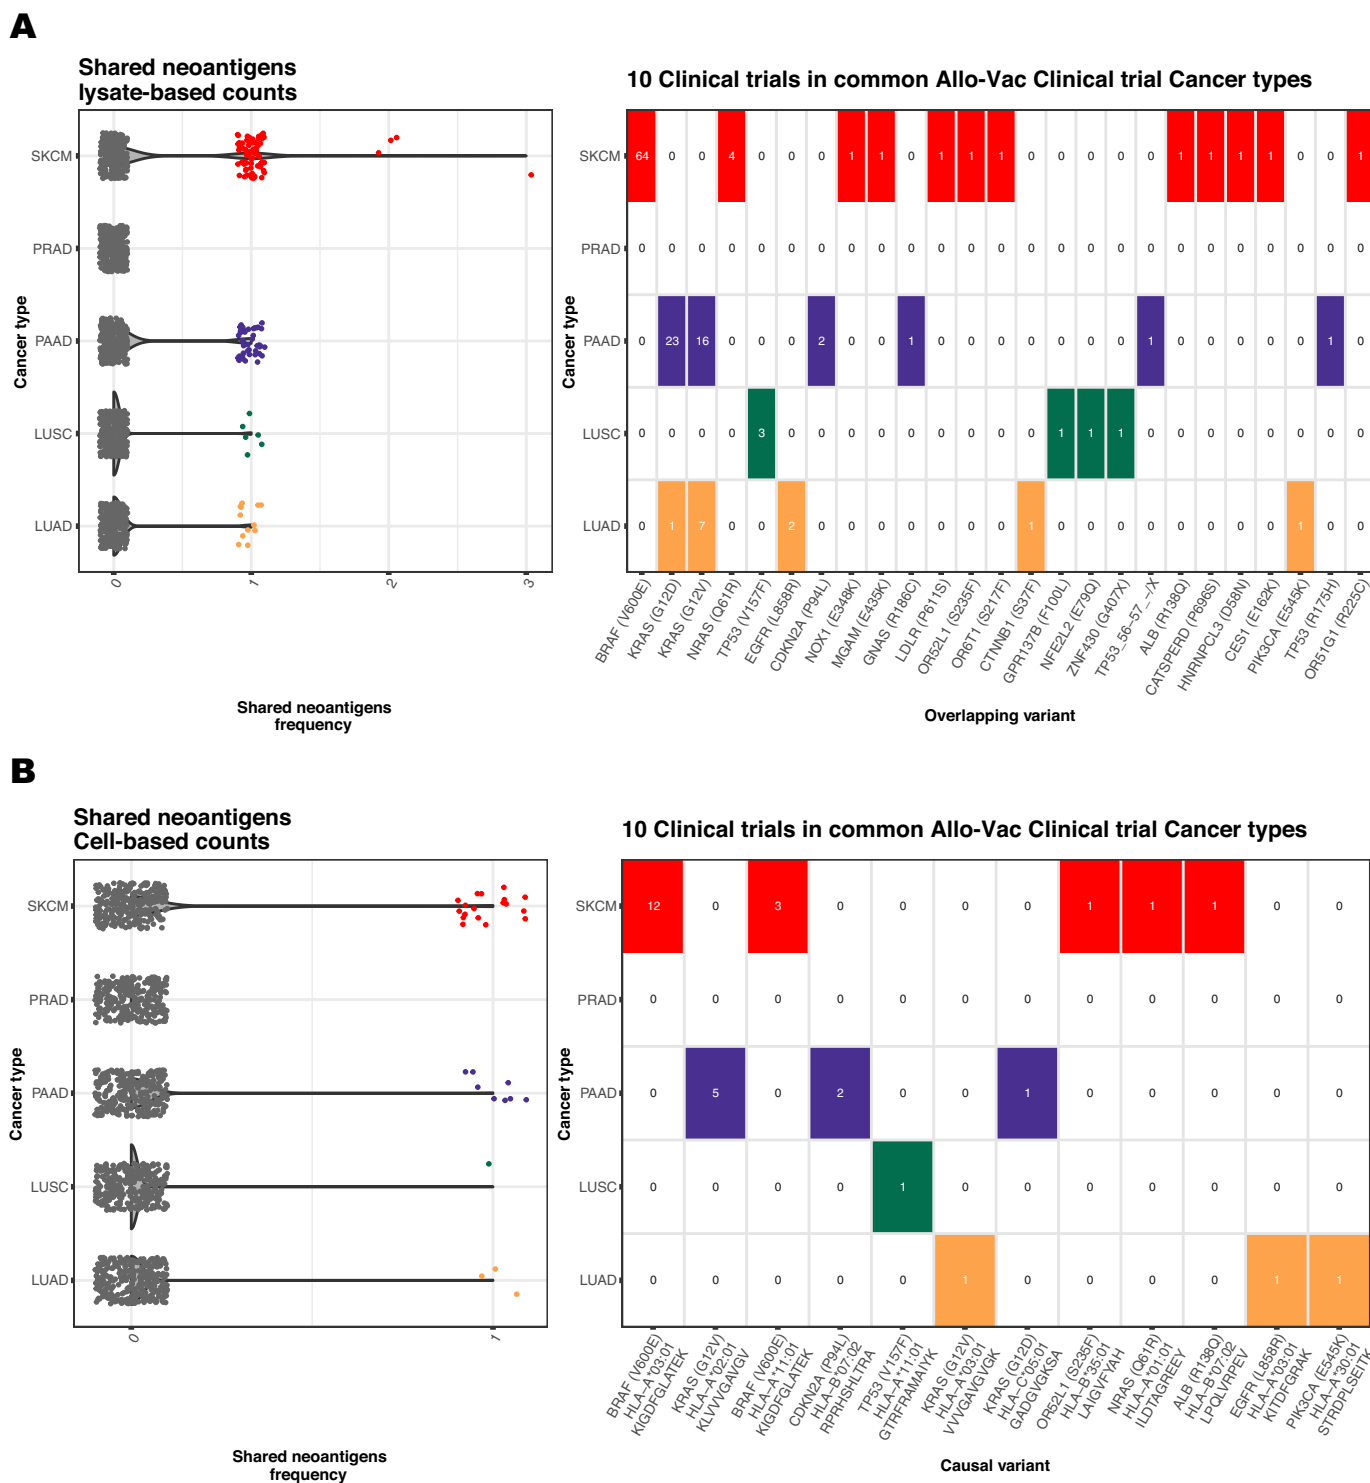 A
Shared neoantigens
lysate-based counts
10 Clinical trials in common Allo-Vac Clinical trial Cancer types
Cancer type
SKCM
PRAD
PAAD
LUSC
LUAD
0
1
2
3
Shared neoantigens
frequency
Cancer type
SKCM 64 0 0 4 0 0 0 1 1 0 1 1 1 0 0 0 0 0 1 1 1 1 0 0 1
PRAD 0 0 0 0 0 0 0 0 0 0 0 0 0 0 0 0 0 0 0 0 0 0 0 0 0
PAAD 0 23 16 0 0 0 2 0 0 1 0 0 0 0 0 0 0 1 0 0 0 0 0 1 0
LUSC 0 0 0 0 3 0 0 0 0 0 0 0 0 0 1 1 1 0 0 0 0 0 0 0 0
LUAD 0 1 7 0 0 2 0 0 0 0 0 0 0 1 0 0 0 0 0 0 0 0 1 0 0
BRAF (V600E)
KRAS (G12D)
KRAS (G12V)
NRAS (Q61R)
TP53 (V157F)
EGFR (L858R)
CDKN2A (P94L)
NOX1 (E348K)
MGAM (E435K)
GNAS (R186C)
LDLR (P611S)
OR52L1 (S235F)
OR6T1 (S217F)
CTNNB1 (S37F)
GPR137B (F100L)
NFE2L2 (E79Q)
ZNF430 (G407X)
TP53_56-57_-/X
ALB (R138Q)
CATSPERD (P696S)
HNRNPCL3 (D58N)
CES1 (E162K)
PIK3CA (E545K)
TP53 (R175H)
OR51G1 (R225C)
Overlapping variant
B
Shared neoantigens
Cell-based counts
10 Clinical trials in common Allo-Vac Clinical trial Cancer types
Cancer type
SKCM
PRAD
PAAD
LUSC
LUAD
0
1
Shared neoantigens
frequency
Cancer type
SKCM 12 0 3 0 0 0 0 1 1 1 0 0
PRAD 0 0 0 0 0 0 0 0 0 0 0 0
PAAD 0 5 0 2 0 0 1 0 0 0 0 0
LUSC 0 0 0 0 1 0 0 0 0 0 0 0
LUAD 0 0 0 0 0 1 0 0 0 0 1 1
BRAF (V600E)
HLA-A*03:01
KIGDFGLATEK
KRAS (G12V)
HLA-A*02:01
KLVVVGAVGV
BRAF (V600E)
HLA-A*11:01
KIGDFGLATEK
CDKN2A (P94L)
HLA-B*07:02
RPRHSHLTRA
TP53 (V157F)
HLA-A*11:01
GTRFRAMAIYK
KRAS (G12V)
HLA-A*03:01
VVVGAVGVGK
KRAS (G12D)
HLA-C*05:01
GADGVGKSA
OR52L1 (S235F)
HLA-B*35:01
LAIGVFYAH
NRAS (Q61R)
HLA-A*01:01
ILDTAGREEY
ALB (R138Q)
HLA-B*07:02
LPQLVRPEV
EGFR (L858R)
HLA-A*03:01
KITDFGRAK
PIK3CA (E545K)
HLA-A*30:01
STRDPLSEITK
Causal variant